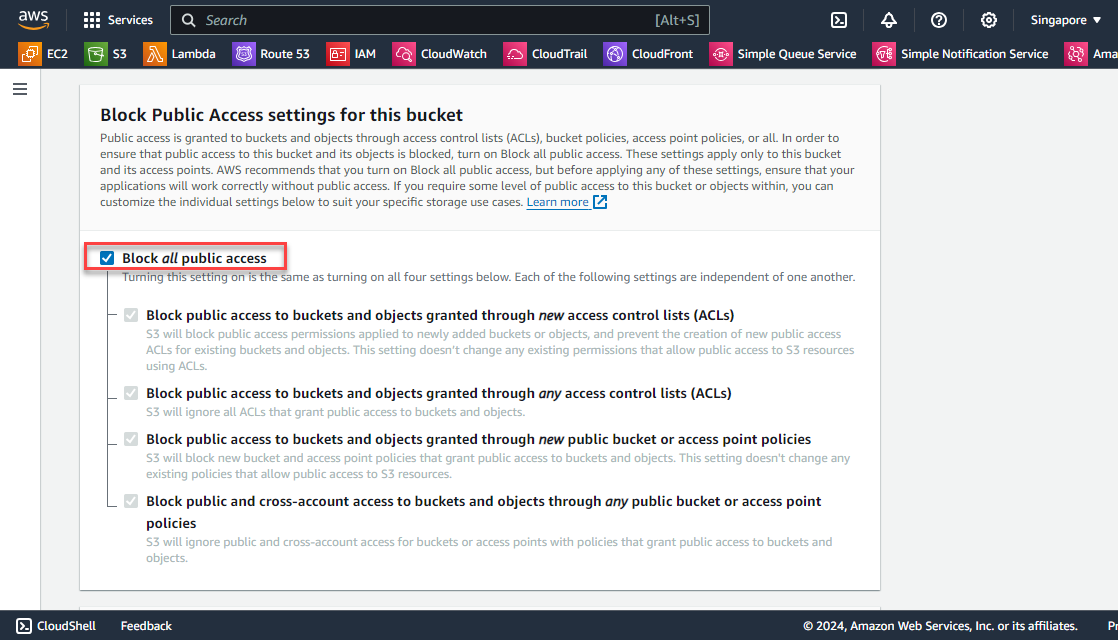 aws
Services
Search
[Alt+S]
Singapore
EC2
S3
Lambda
Route 53
IAM
CloudWatch
CloudTrail
CloudFront
Simple Queue Service
Simple Notification Service
Ama
Block Public Access settings for this bucket
Public access is granted to buckets and objects through access control lists (ACLs), bucket policies, access point policies, or all. In order to
ensure that public access to this bucket and its objects is blocked, turn on Block all public access. These settings apply only to this bucket
and its access points. AWS recommends that you turn on Block all public access, but before applying any of these settings, ensure that your
applications will work correctly without public access. If you require some level of public access to this bucket or objects within, you can
customize the individual settings below to suit your specific storage use cases. Learn more
Block all public access
Turning this setting on is the same as turning on all four settings below. Each of the following settings are independent of one another.
Block public access to buckets and objects granted through new access control lists (ACLs)
S3 will block public access permissions applied to newly added buckets or objects, and prevent the creation of new public access
ACLs for existing buckets and objects. This setting doesn't change any existing permissions that allow public access to S3 resources
using ACLs.
Block public access to buckets and objects granted through any access control lists (ACLs)
S3 will ignore all ACLs that grant public access to buckets and objects.
Block public access to buckets and objects granted through new public bucket or access point policies
S3 will block new bucket and access point policies that grant public access to buckets and objects. This setting doesn't change any
existing policies that allow public access to S3 resources.
Block public and cross-account access to buckets and objects through any public bucket or access point
policies
S3 will ignore public and cross-account access for buckets or access points with policies that grant public access to buckets and
objects.
CloudShell
Feedback
© 2024, Amazon Web Services, Inc. or its affiliates.
Pr